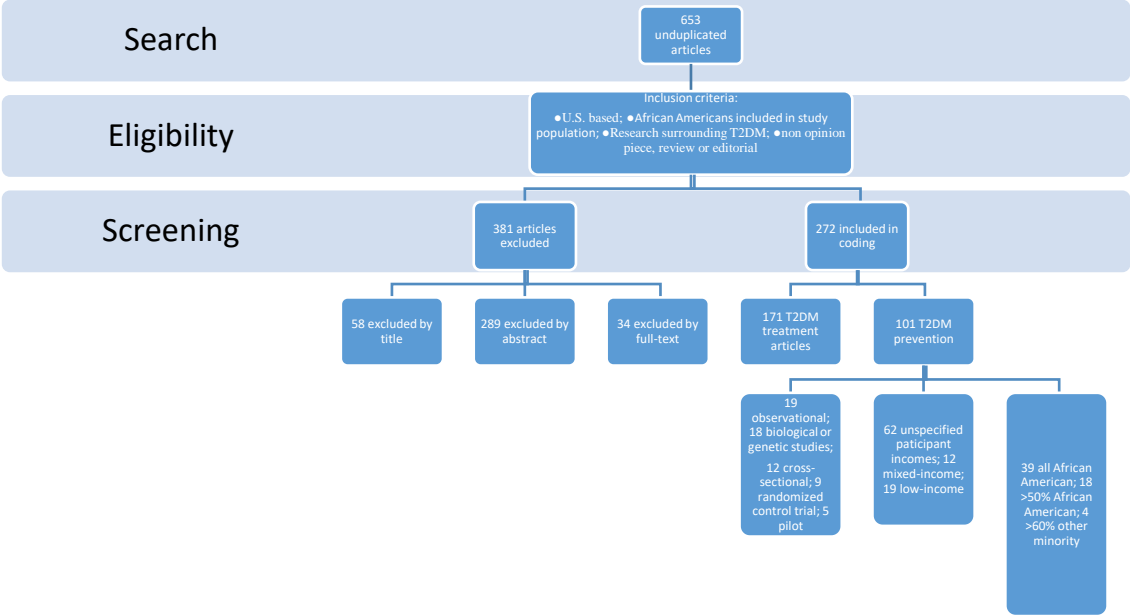 Search
653
unduplicated
articles
Eligibility
Inclusion criteria:
●U.S. based; ●African Americans included in study
population; ●Research surrounding T2DM; ●non opinion
piece, review or editorial
Screening
381 articles
excluded
272 included in
coding
58 excluded by
title
289 excluded by
abstract
34 excluded by
full-text
171 T2DM
treatment
articles
101 T2DM
prevention
19
observational;
18 biological or
genetic studies;
12 cross-
sectional; 9
randomized
control trial; 5
pilot
62 unspecified
paticipant
incomes; 12
mixed-income;
19 low-income
39 all African
American; 18
>50% African
American; 4
>60% other
minority